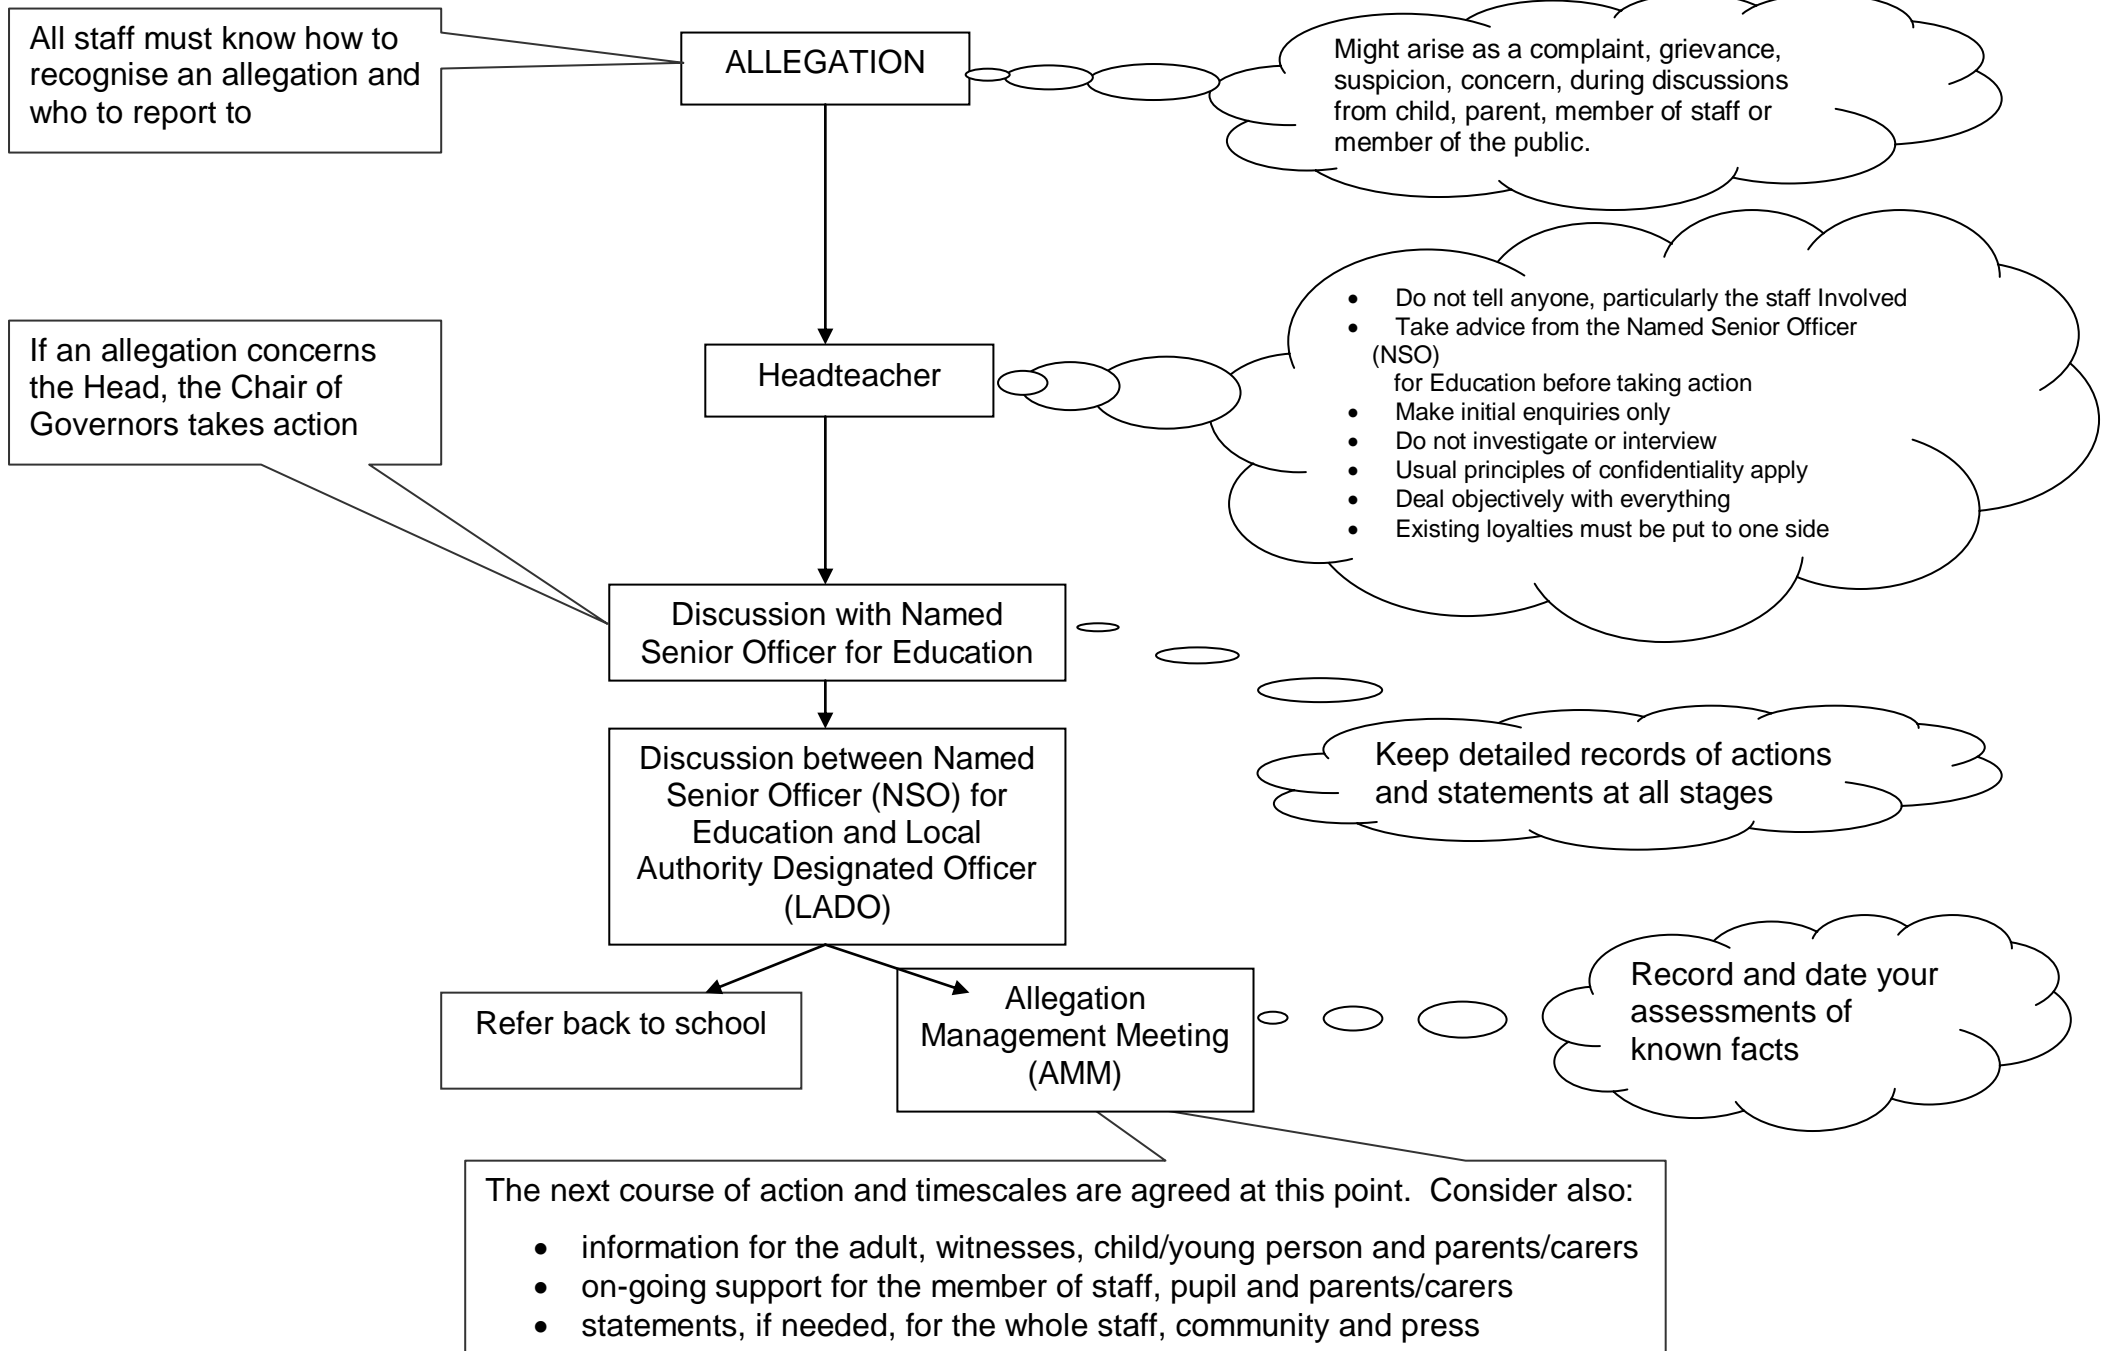 All staff must know how to
recognise an allegation and
who to report to
ALLEGATION
Might arise as a complaint, grievance,
suspicion, concern, during discussions
from child, parent, member of staff or
member of the public.
If an allegation concerns
the Head, the Chair of
Governors takes action
Headteacher
• Do not tell anyone, particularly the staff Involved
• Take advice from the Named Senior Officer
(NSO)
for Education before taking action
• Make initial enquiries only
• Do not investigate or interview
• Usual principles of confidentiality apply
• Deal objectively with everything
• Existing loyalties must be put to one side
Discussion with Named
Senior Officer for Education
Keep detailed records of actions
and statements at all stages
Discussion between Named
Senior Officer (NSO) for
Education and Local
Authority Designated Officer
(LADO)
Refer back to school
Allegation
Management Meeting
(AMM)
Record and date your
assessments of
known facts
The next course of action and timescales are agreed at this point.  Consider also:
• information for the adult, witnesses, child/young person and parents/carers
• on-going support for the member of staff, pupil and parents/carers
• statements, if needed, for the whole staff, community and press